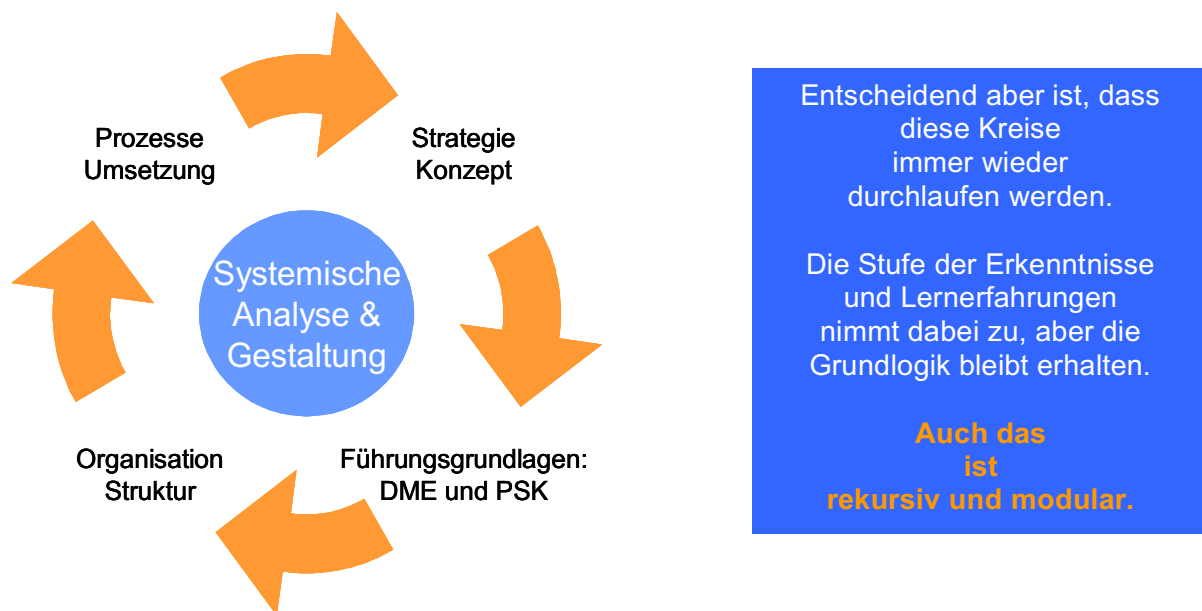 Prozesse
Umsetzung
Strategie
Konzept
Systemische
Analyse &
Gestaltung
Organisation
Struktur
Führungsgrundlagen:
DME und PSK
Entscheidend aber ist, dass
diese Kreise
immer wieder
durchlaufen werden.
Die Stufe der Erkenntnisse
und Lernerfahrungen
nimmt dabei zu, aber die
Grundlogik bleibt erhalten.
Auch das
ist
rekursiv und modular.